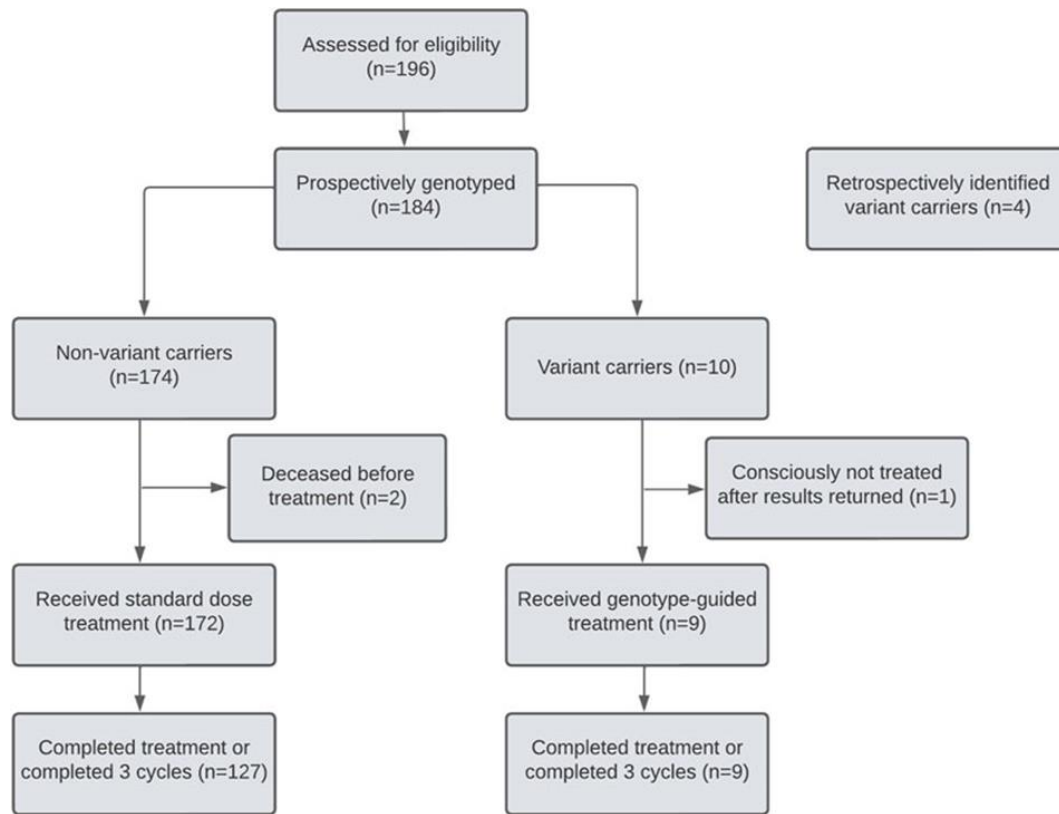 Assessed for eligibility
(n=196)
Prospectively genotyped
(n=184)
Retrospectively identified
variant carriers (n=4)
Non-variant carriers
(n=174)
Variant carriers (n=10)
Deceased before
treatment (n=2)
Consciously not treated
after results returned (n=1)
Received standard dose
treatment (n=172)
Received genotype-guided
treatment (n=9)
Completed treatment or
completed 3 cycles (n=127)
Completed treatment or
completed 3 cycles (n=9)